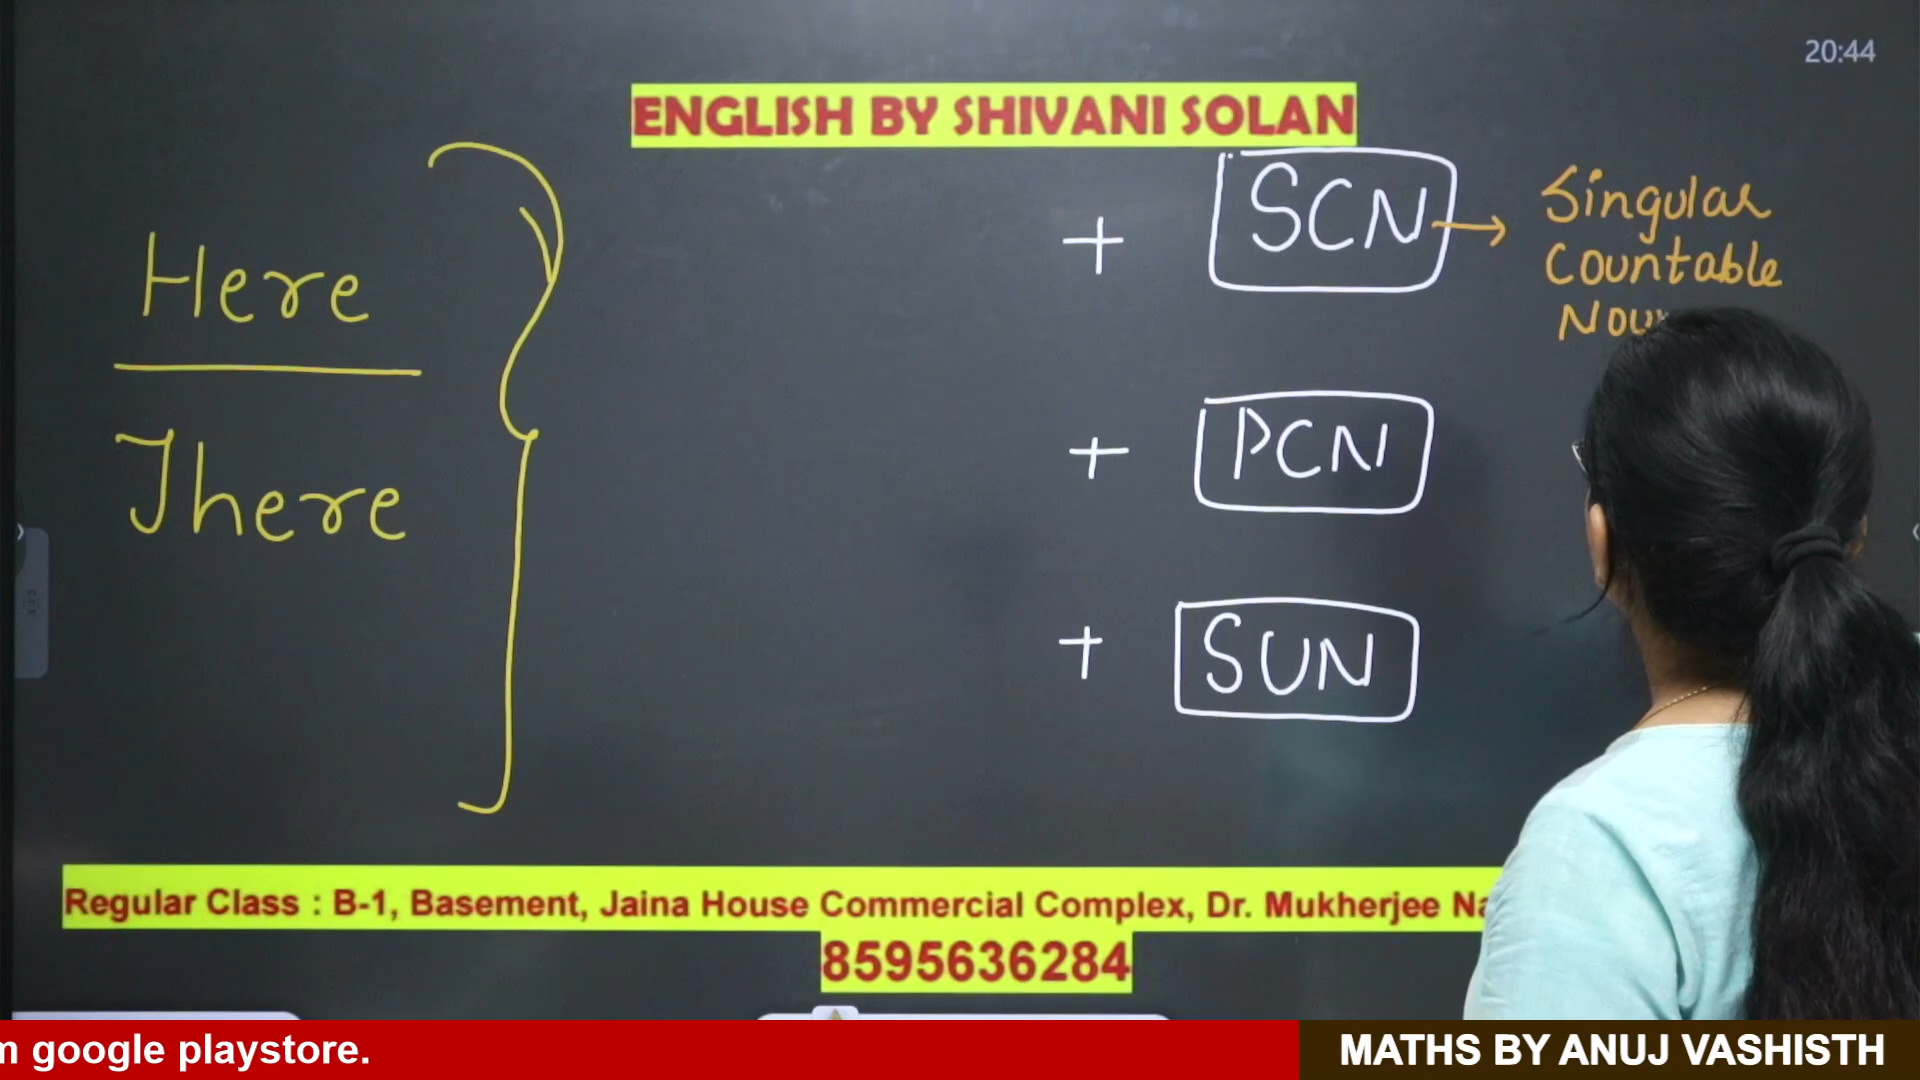 20:44
ENGLISH BY SHIVANI SOLAN
Here
There
+ SCN → Singular
Countable
Noun
+ PCN
+ SUN
Regular Class : B-1, Basement, Jaina House Commercial Complex, Dr. Mukherjee
8595636284
google playstore.
MATHS BY ANUJ VASHISTH